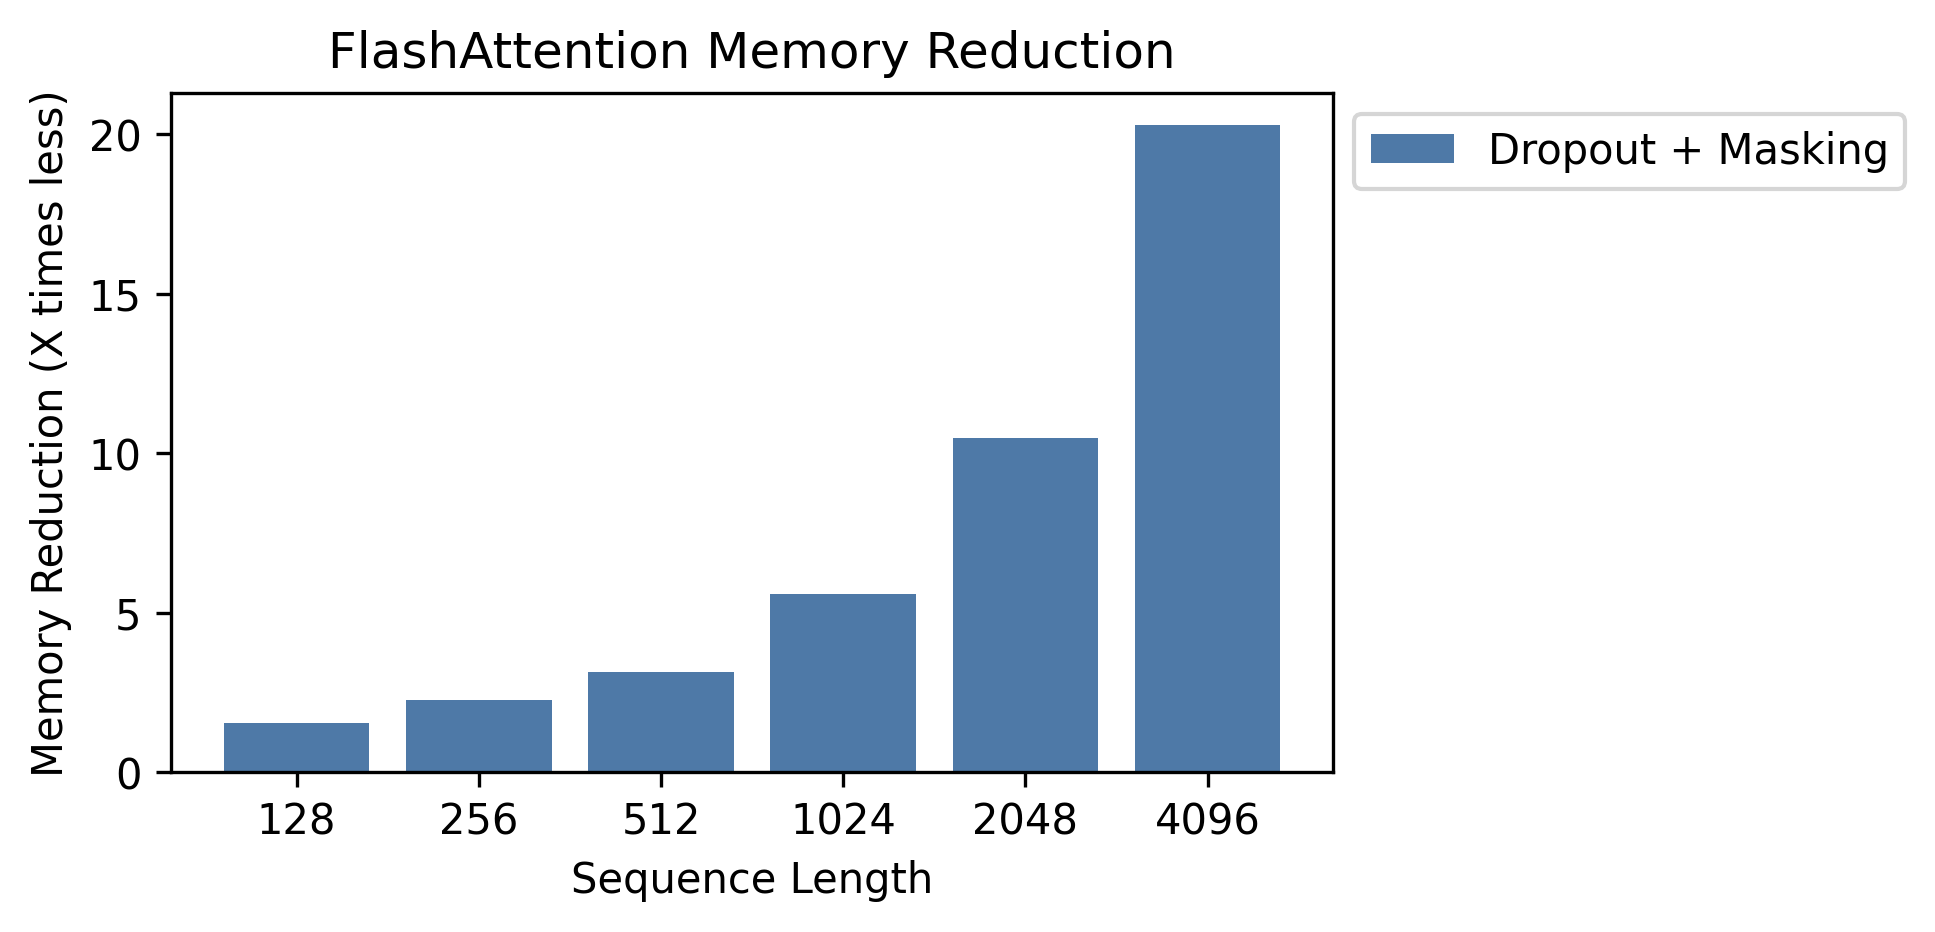 FlashAttention Memory Reduction
Memory Reduction (X times less)
20
15
10
5
0
128 256 512 1024 2048 4096
Sequence Length
Dropout + Masking